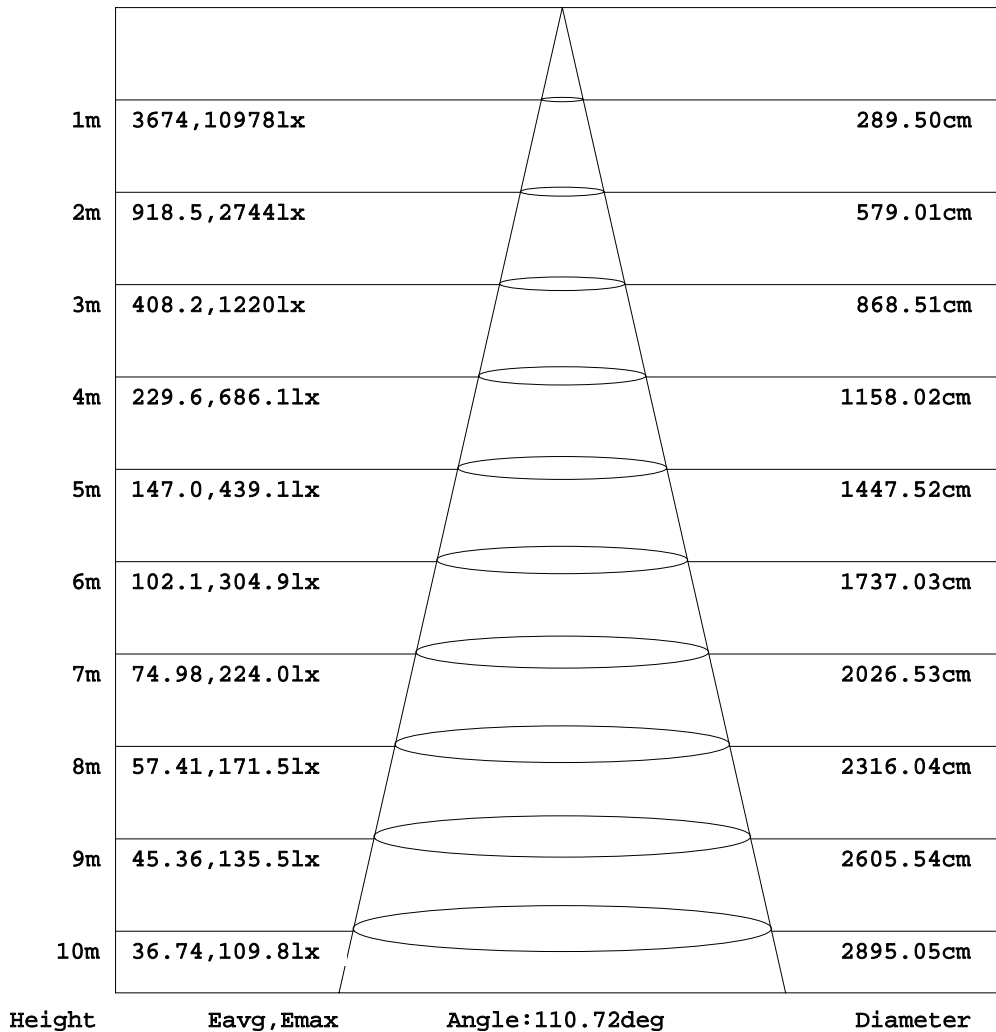 1m 3674,10978lx 289.50cm
2m 918.5,2744lx 579.01cm
3m 408.2,1220lx 868.51cm
4m 229.6,686.1lx 1158.02cm
5m 147.0,439.1lx 1447.52cm
6m 102.1,304.9lx 1737.03cm
7m 74.98,224.0lx 2026.53cm
8m 57.41,171.5lx 2316.04cm
9m 45.36,135.5lx 2605.54cm
10m 36.74,109.8lx 2895.05cm
Height Eavg,Emax Angle:110.72deg Diameter